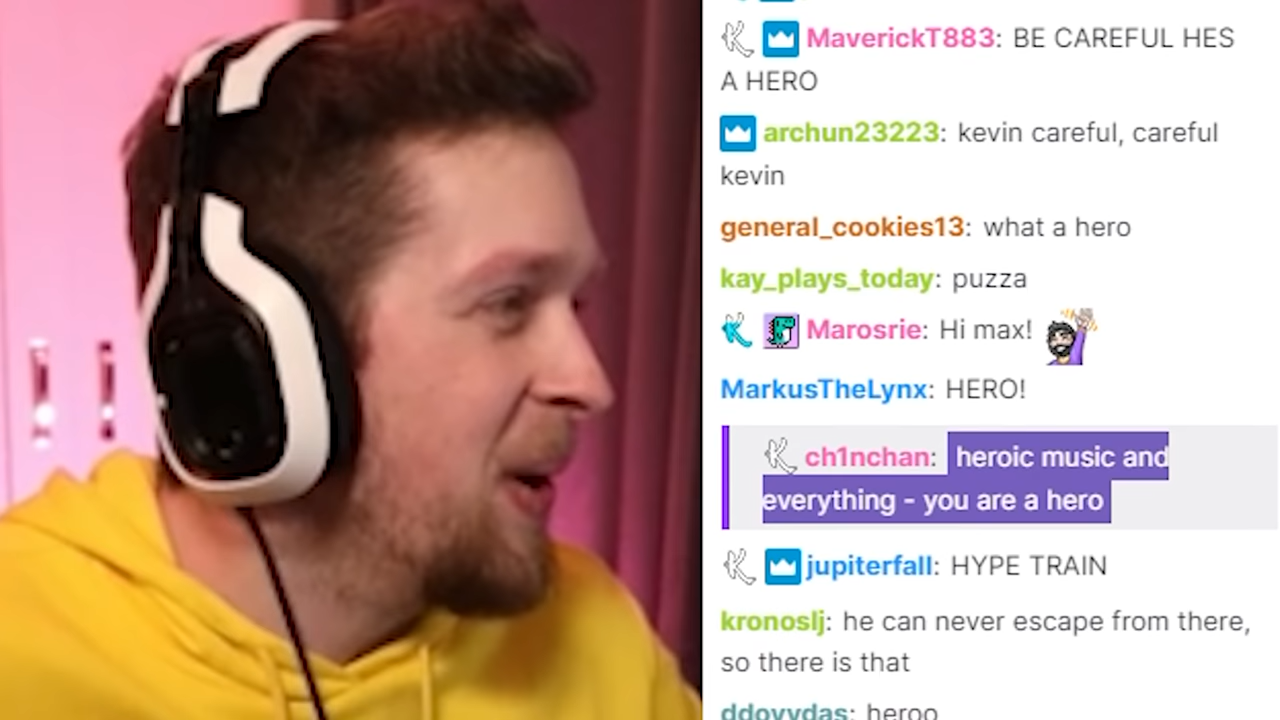 MaverickT883: BE CAREFUL HES
A HERO
archun23223: kevin careful, careful
kevin
general_cookies13: what a hero
kay_plays_today: puzza
Marosrie: Hi max!
MarkusTheLynx: HERO!
ch1nchan: heroic music and
everything - you are a hero
jupiterfall: HYPE TRAIN
kronoslj: he can never escape from there,
so there is that
ddovydas: heroo